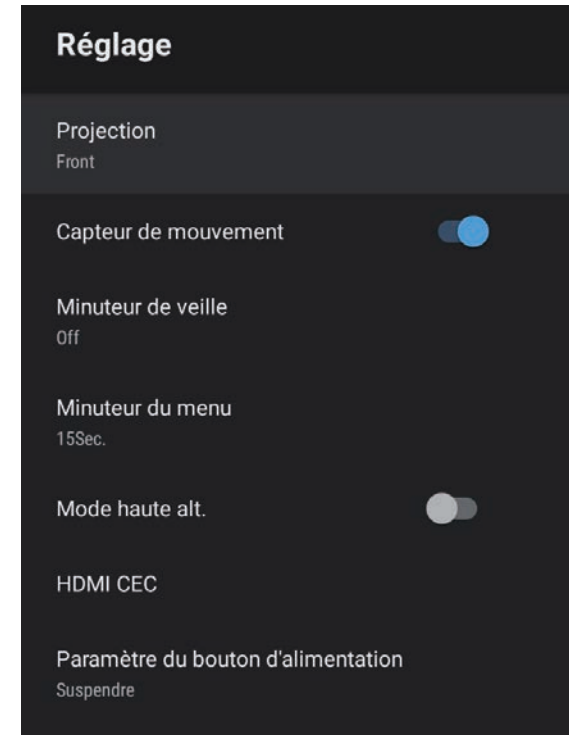 Réglage
Projection
Front
Capteur de mouvement
Minuteur de veille
Off
Minuteur du menu
15Sec.
Mode haute alt.
HDMI CEC
Paramètre du bouton d'alimentation
Suspendre